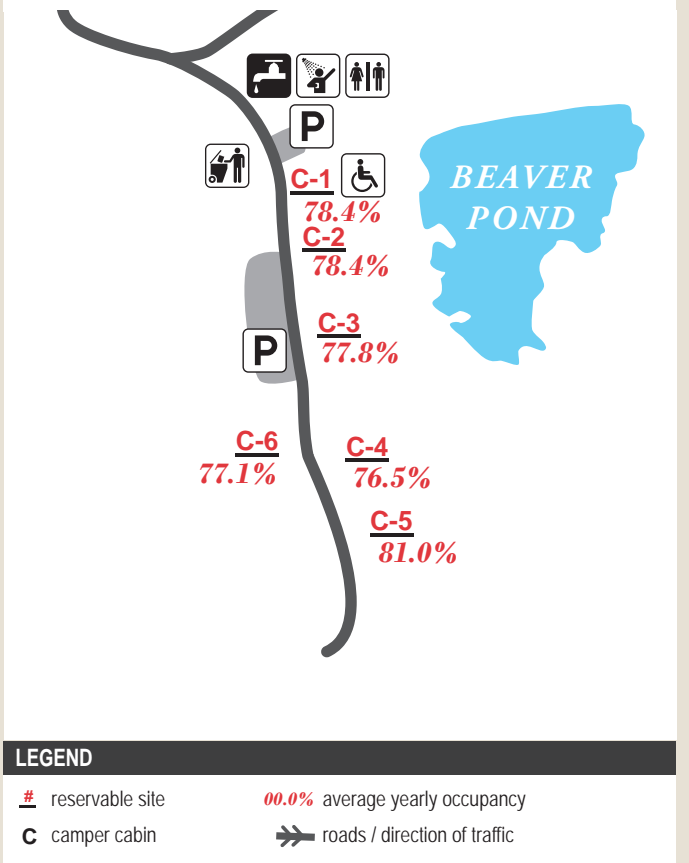 P
C-1
78.4%
C-2
78.4%
BEAVER
POND
C-3
77.8%
P
C-6
77.1%
C-4
76.5%
C-5
81.0%
LEGEND
# reservable site
00.0% average yearly occupancy
C camper cabin
roads / direction of traffic